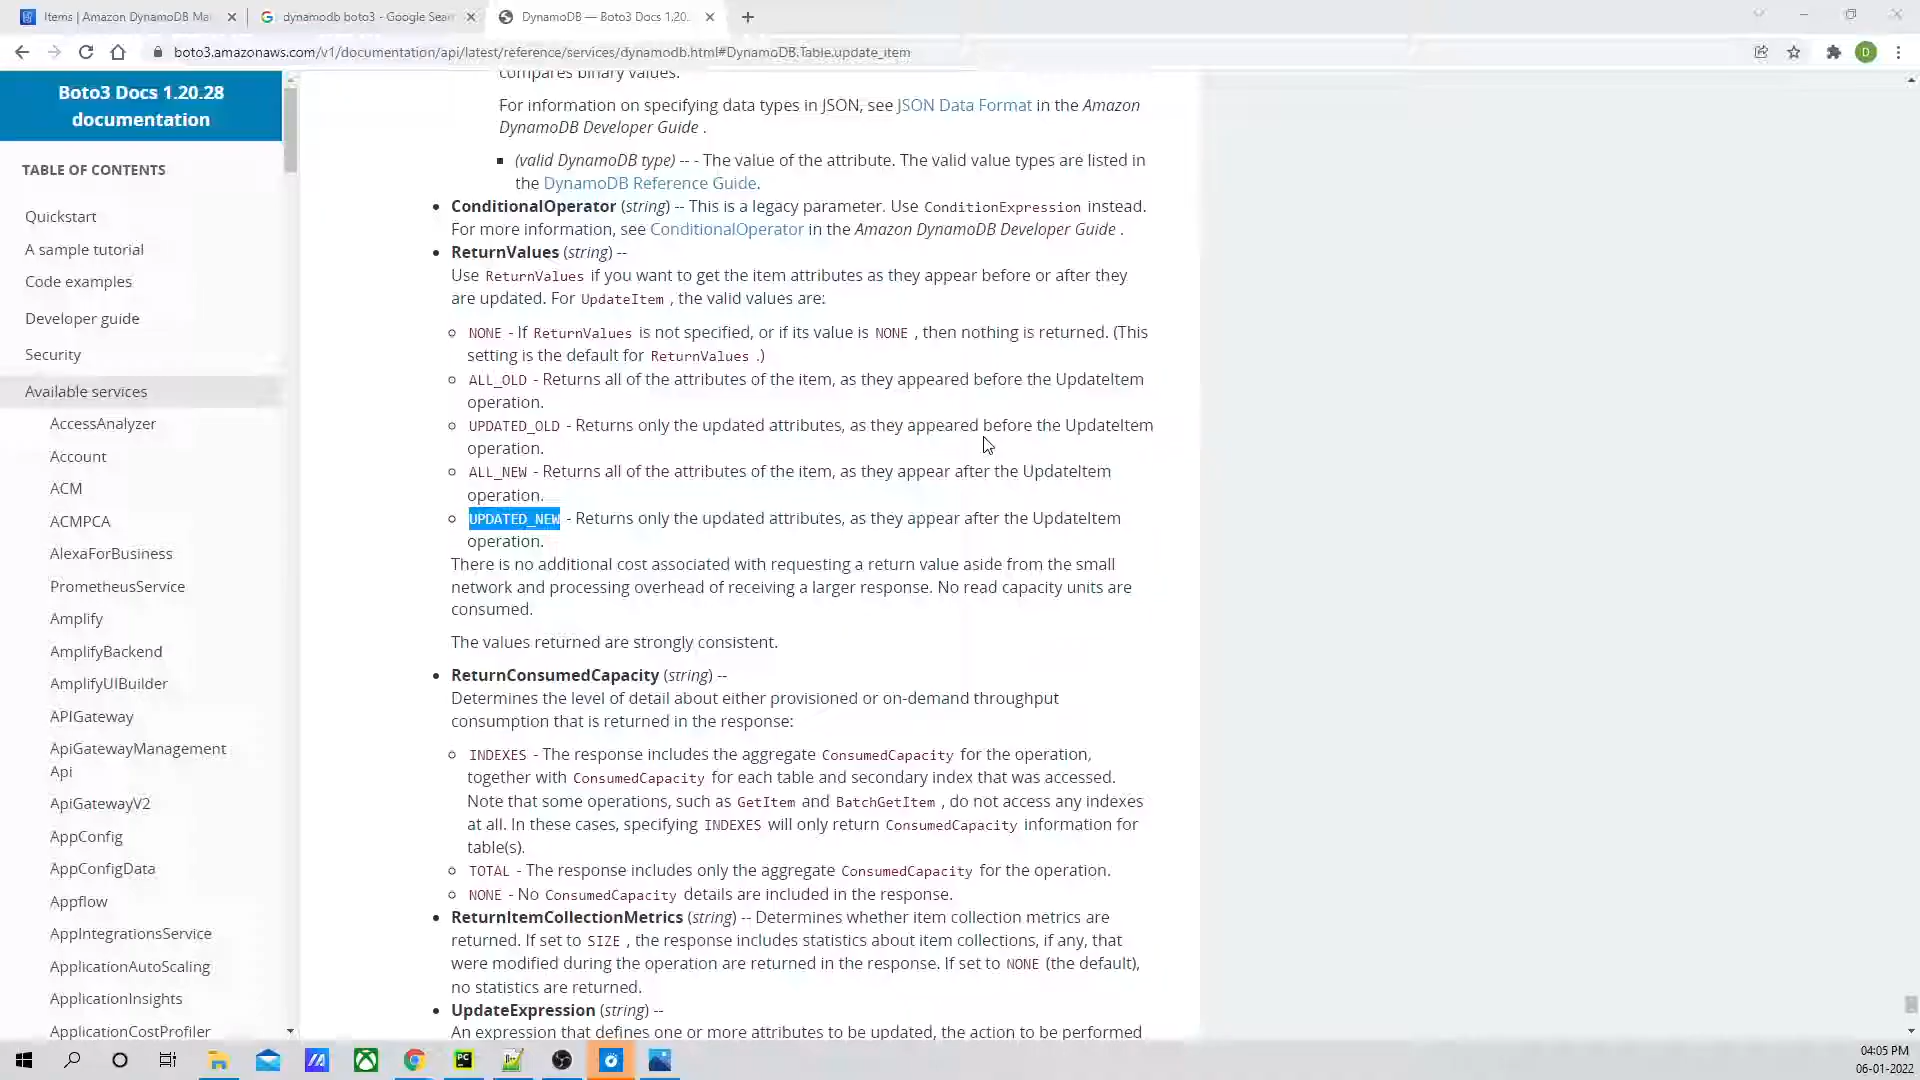 Items | Amazon DynamoDB Ma
dynamodb boto3 - Google Sear
DynamoDB — Boto3 Docs 1.20.
boto3.amazonaws.com/v1/documentation/api/latest/reference/services/dynamodb.html#DynamoDB.Table.update_item
D
Boto3 Docs 1.20.28
documentation
TABLE OF CONTENTS
Quickstart
A sample tutorial
Code examples
Developer guide
Security
Available services
AccessAnalyzer
Account
ACM
ACMPCA
AlexaForBusiness
PrometheusService
Amplify
AmplifyBackend
AmplifyUIBuilder
APIGateway
ApiGatewayManagement
Api
ApiGatewayV2
AppConfig
AppConfigData
Appflow
AppIntegrationsService
ApplicationAutoScaling
ApplicationInsights
ApplicationCostProfiler
compares binary values.
For information on specifying data types in JSON, see JSON Data Format in the Amazon
DynamoDB Developer Guide .
(valid DynamoDB type) -- - The value of the attribute. The valid value types are listed in
the DynamoDB Reference Guide.
ConditionalOperator (string) -- This is a legacy parameter. Use ConditionExpression instead.
For more information, see ConditionalOperator in the Amazon DynamoDB Developer Guide .
ReturnValues (string) --
Use ReturnValues if you want to get the item attributes as they appear before or after they
are updated. For UpdateItem , the valid values are:
NONE - If ReturnValues is not specified, or if its value is NONE , then nothing is returned. (This
setting is the default for ReturnValues .)
ALL_OLD - Returns all of the attributes of the item, as they appeared before the UpdateItem
operation.
UPDATED_OLD - Returns only the updated attributes, as they appeared before the UpdateItem
operation.
ALL_NEW - Returns all of the attributes of the item, as they appear after the UpdateItem
operation.
UPDATED_NEW - Returns only the updated attributes, as they appear after the UpdateItem
operation.
There is no additional cost associated with requesting a return value aside from the small
network and processing overhead of receiving a larger response. No read capacity units are
consumed.
The values returned are strongly consistent.
ReturnConsumedCapacity (string) --
Determines the level of detail about either provisioned or on-demand throughput
consumption that is returned in the response:
INDEXES - The response includes the aggregate ConsumedCapacity for the operation,
together with ConsumedCapacity for each table and secondary index that was accessed.
Note that some operations, such as GetItem and BatchGetItem , do not access any indexes
at all. In these cases, specifying INDEXES will only return ConsumedCapacity information for
table(s).
TOTAL - The response includes only the aggregate ConsumedCapacity for the operation.
NONE - No ConsumedCapacity details are included in the response.
ReturnItemCollectionMetrics (string) -- Determines whether item collection metrics are
returned. If set to SIZE , the response includes statistics about item collections, if any, that
were modified during the operation are returned in the response. If set to NONE (the default),
no statistics are returned.
UpdateExpression (string) --
An expression that defines one or more attributes to be updated, the action to be performed
PC
04:05 PM
06-01-2022